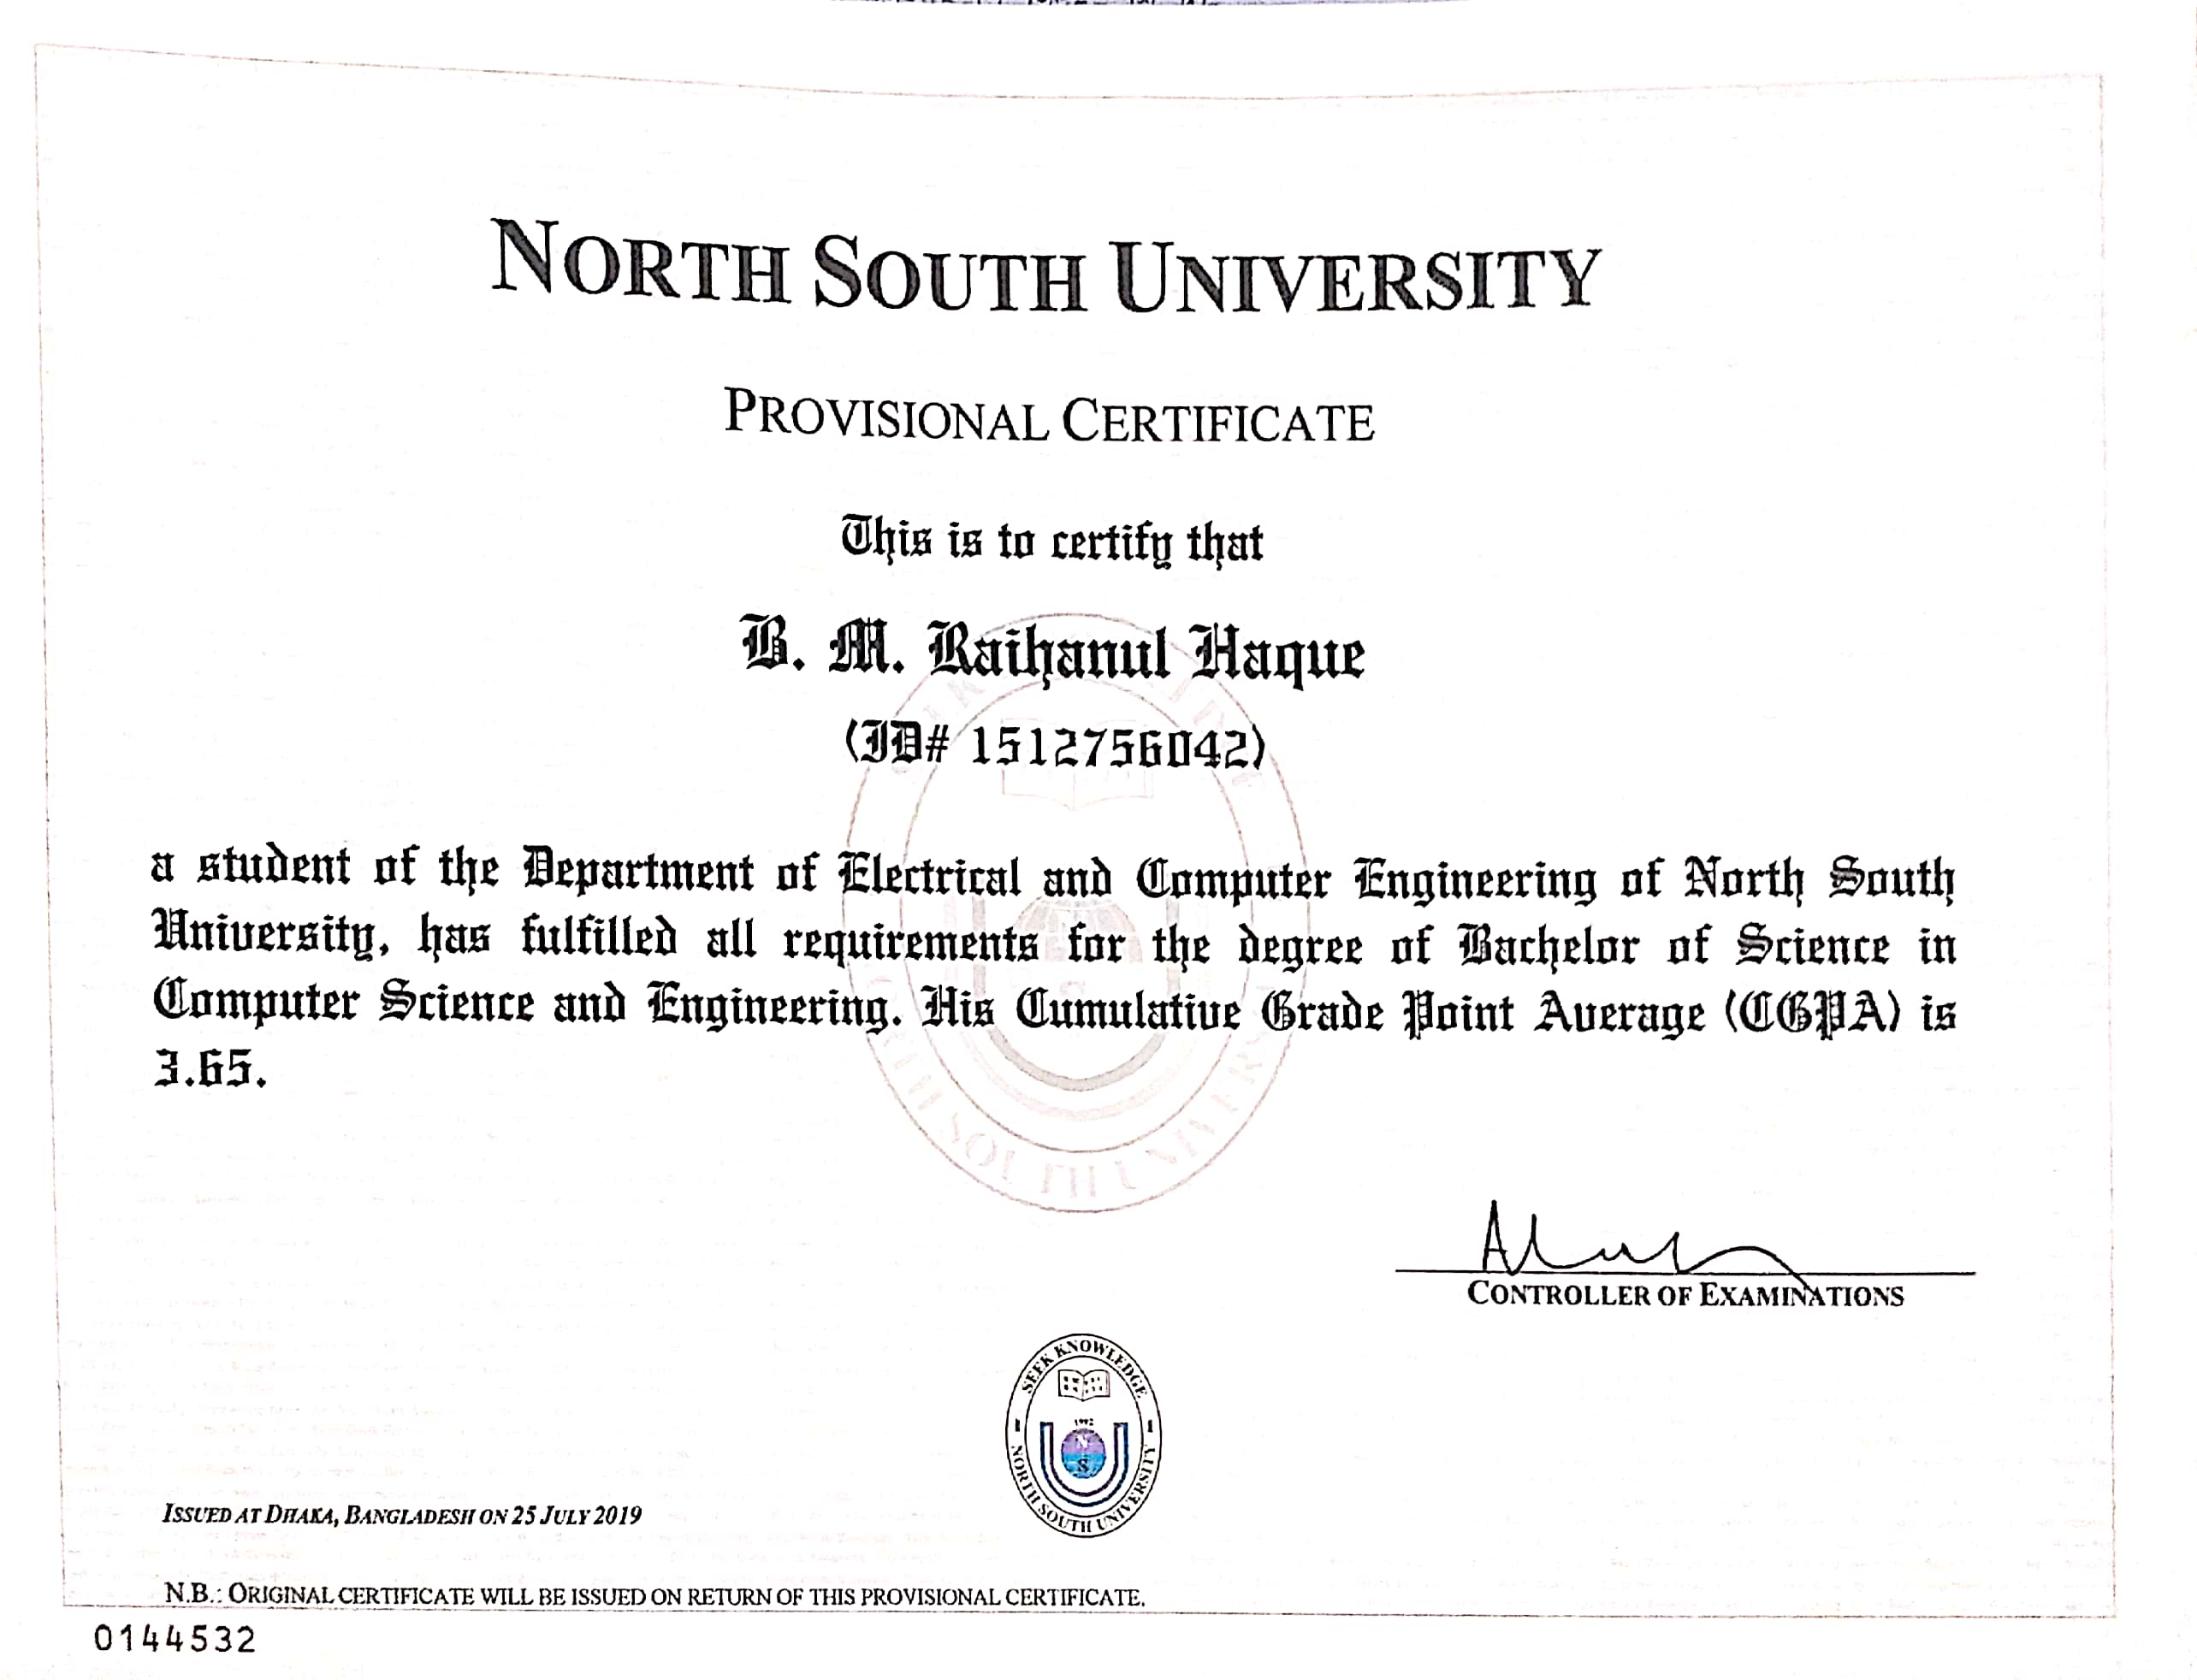 NORTH SOUTH UNIVERSITY
PROVISIONAL CERTIFICATE
This is to certify that
B. M. Raihanul Haque
(ID# 1512756042)
a student of the Department of Electrical and Computer Engineering of North South
University, has fulfilled all requirements for the degree of Bachelor of Science in
Computer Science and Engineering. His Cumulative Grade Point Average (CGPA) is
3.65.
CONTROLLER OF EXAMINATIONS
SEEK KNOWLEDGE
1992
N
S
NORTH SOUTH UNIVERSITY
ISSUED AT DHAKA, BANGLADESH ON 25 JULY 2019
N.B.: ORIGINAL CERTIFICATE WILL BE ISSUED ON RETURN OF THIS PROVISIONAL CERTIFICATE.
0144532